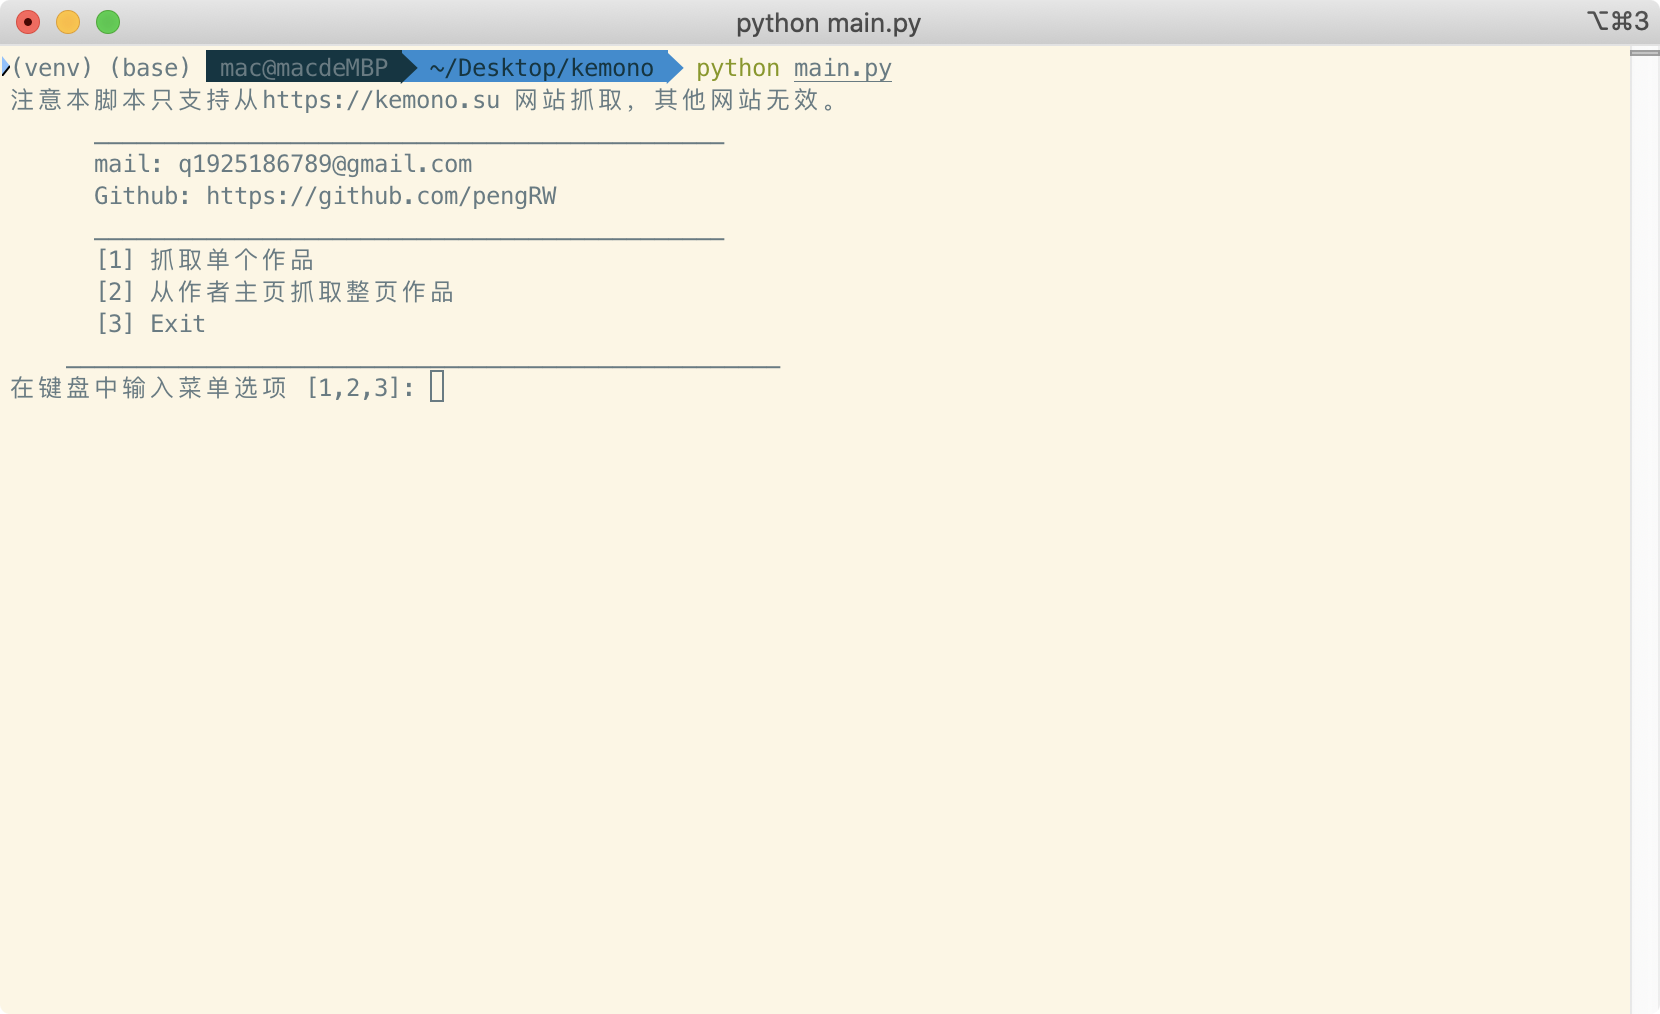 python main.py
⌥⌘3
(venv) (base) mac@macdeMBP ~/Desktop/kemono python main.py
注意本脚本只支持从https://kemono.su 网站抓取，其他网站无效。
mail: q1925186789@gmail.com
Github: https://github.com/pengRW
[1] 抓取单个作品
[2] 从作者主页抓取整页作品
[3] Exit
在键盘中输入菜单选项 [1,2,3]: